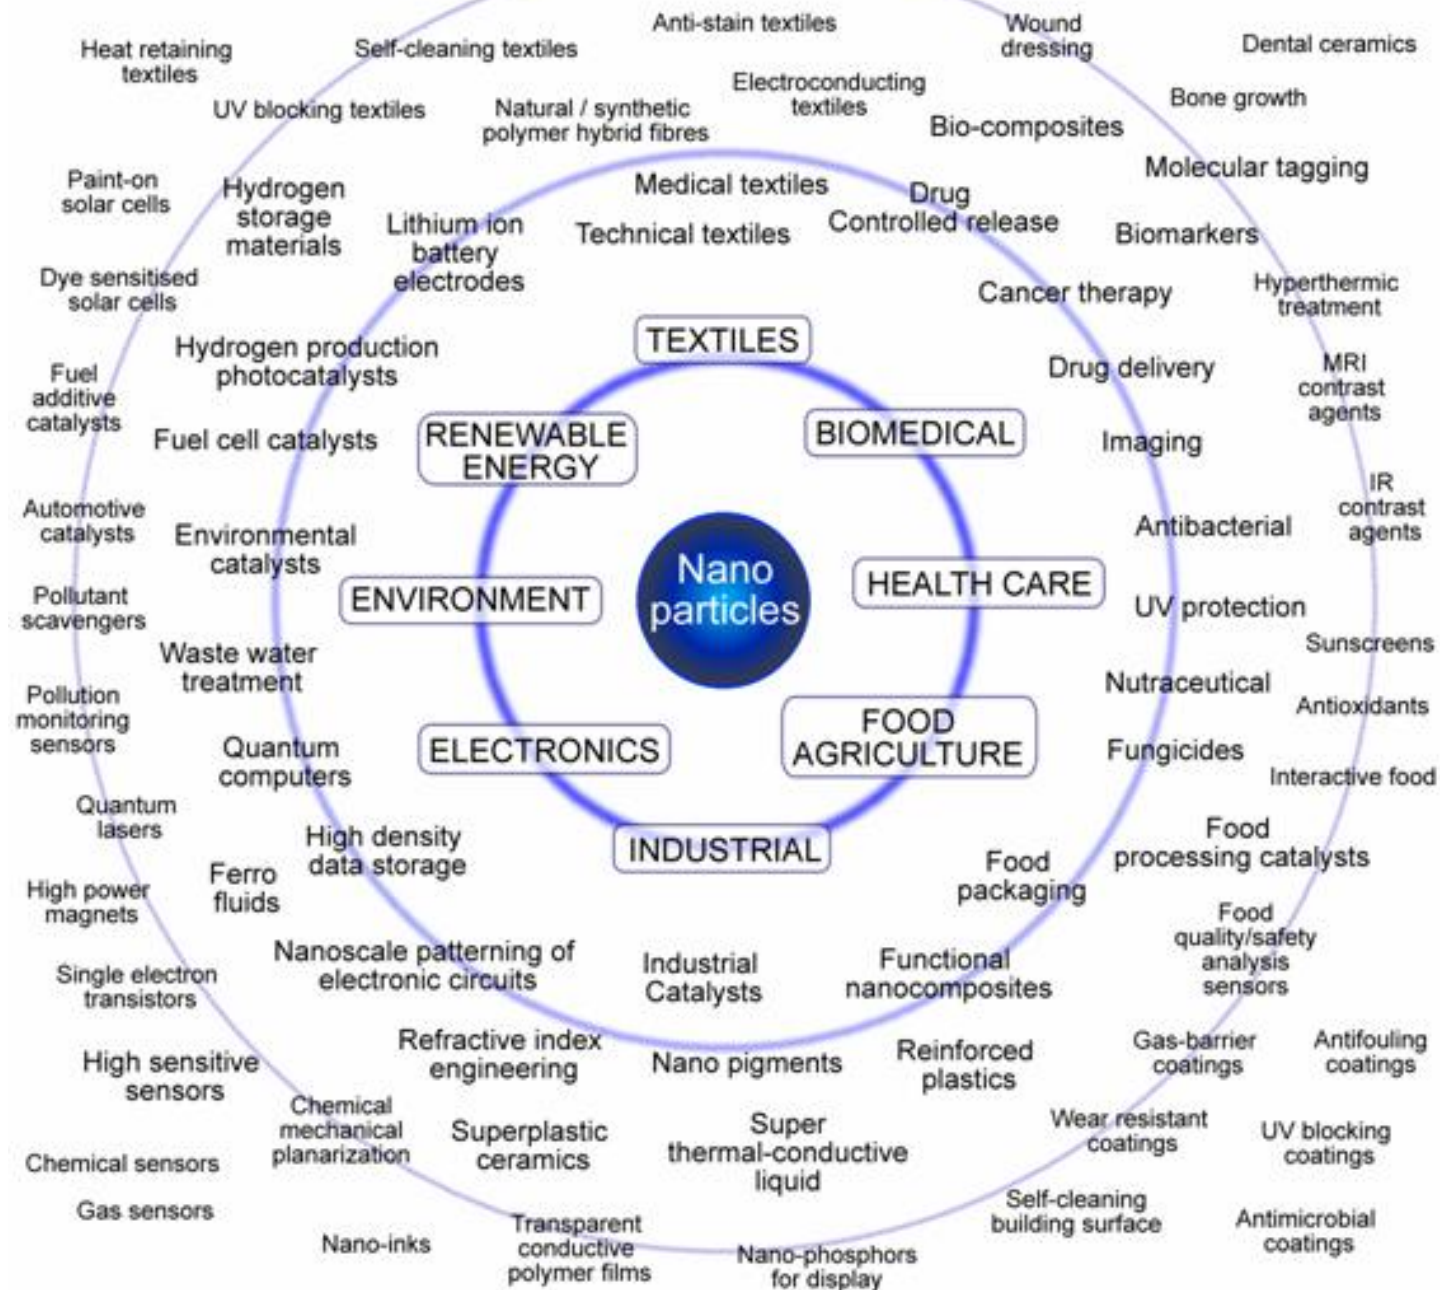 Anti-stain textiles
Wound
dressing
Dental ceramics
Heat retaining
textiles
Self-cleaning textiles
Electroconducting
textiles
Bone growth
UV blocking textiles
Natural / synthetic
polymer hybrid fibres
Bio-composites
Molecular tagging
Paint-on
solar cells
Hydrogen
storage
materials
Medical textiles
Drug
Controlled release
Lithium ion
battery
electrodes
Technical textiles
Biomarkers
Dye sensitised
solar cells
Cancer therapy
Hyperthermic
treatment
TEXTILES
Hydrogen production
photocatalysts
Drug delivery
MRI
contrast
agents
Fuel
additive
catalysts
Fuel cell catalysts
RENEWABLE
ENERGY
BIOMEDICAL
Imaging
IR
contrast
agents
Automotive
catalysts
Environmental
catalysts
Antibacterial
Nano
particles
ENVIRONMENT
HEALTH CARE
Pollutant
scavengers
UV protection
Sunscreens
Waste water
treatment
Nutraceutical
Antioxidants
Pollution
monitoring
sensors
Quantum
computers
ELECTRONICS
FOOD
AGRICULTURE
Fungicides
Interactive food
Quantum
lasers
High density
data storage
INDUSTRIAL
Food
processing catalysts
Ferro
fluids
Food
packaging
High power
magnets
Food
quality/safety
analysis
sensors
Nanoscale patterning of
electronic circuits
Industrial
Catalysts
Functional
nanocomposites
Single electron
transistors
Refractive index
engineering
Nano pigments
Reinforced
plastics
Gas-barrier
coatings
Antifouling
coatings
High sensitive
sensors
Chemical
mechanical
planarization
Superplastic
ceramics
Super
thermal-conductive
liquid
Wear resistant
coatings
UV blocking
coatings
Chemical sensors
Gas sensors
Self-cleaning
building surface
Antimicrobial
coatings
Nano-inks
Transparent
conductive
polymer films
Nano-phosphors
for display